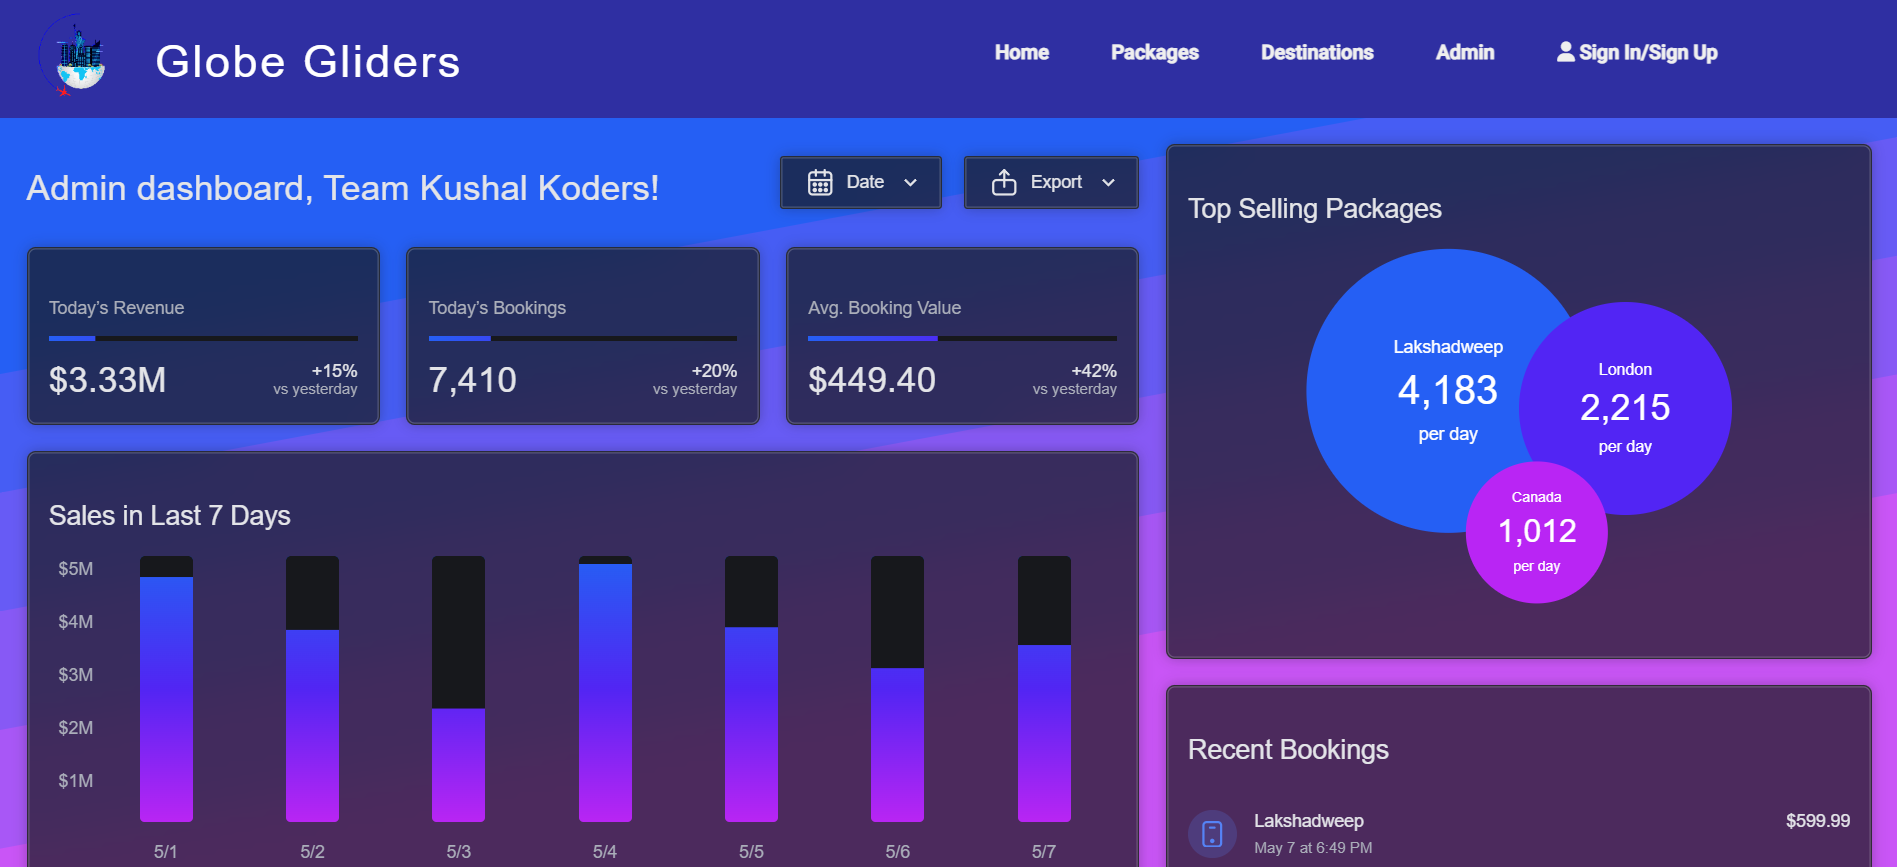 Globe Gliders
Home
Packages
Destinations
Admin
Sign In/Sign Up
Admin dashboard, Team Kushal Koders!
Date
Export
Today’s Revenue
$3.33M
+15%
vs yesterday
Today’s Bookings
7,410
+20%
vs yesterday
Avg. Booking Value
$449.40
+42%
vs yesterday
Sales in Last 7 Days
$5M
$4M
$3M
$2M
$1M
5/1
5/2
5/3
5/4
5/5
5/6
5/7
Top Selling Packages
Lakshadweep
4,183
per day
London
2,215
per day
Canada
1,012
per day
Recent Bookings
Lakshadweep
$599.99
May 7 at 6:49 PM